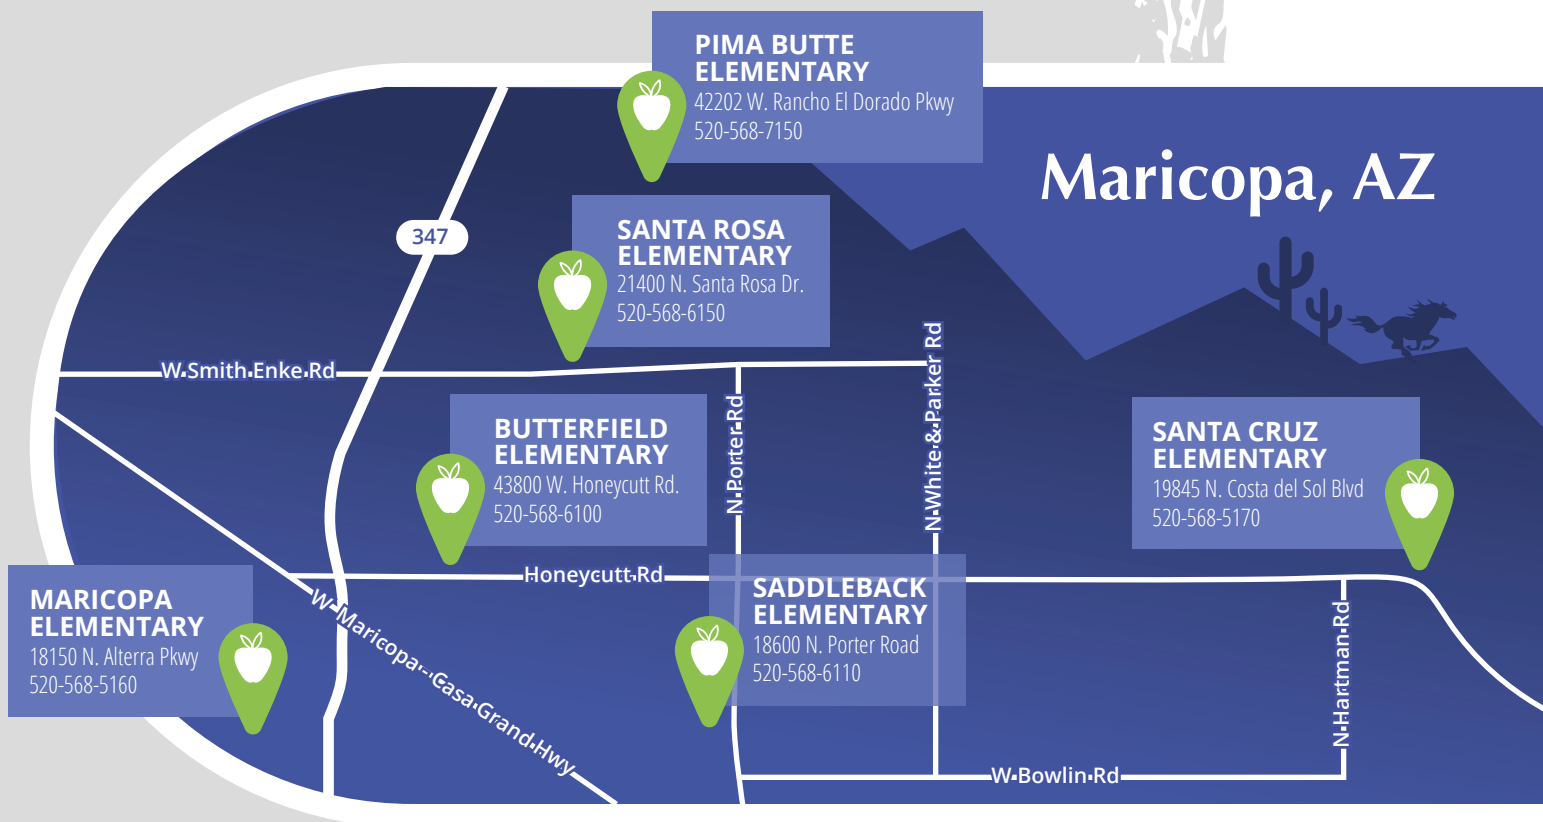 PIMA BUTTE
ELEMENTARY
42202 W. Rancho El Dorado Pkwy
520-568-7150
Maricopa, AZ
347
SANTA ROSA
ELEMENTARY
21400 N. Santa Rosa Dr.
520-568-6150
W Smith Enke Rd
N Porter Rd
N White & Parker Rd
BUTTERFIELD
ELEMENTARY
43800 W. Honeycutt Rd.
520-568-6100
SANTA CRUZ
ELEMENTARY
19845 N. Costa del Sol Blvd
520-568-5170
Honeycutt Rd
MARICOPA
ELEMENTARY
18150 N. Alterra Pkwy
520-568-5160
W Maricopa - Casa Grand Hwy
SADDLEBACK
ELEMENTARY
18600 N. Porter Road
520-568-6110
N Hartman Rd
W Bowlin Rd